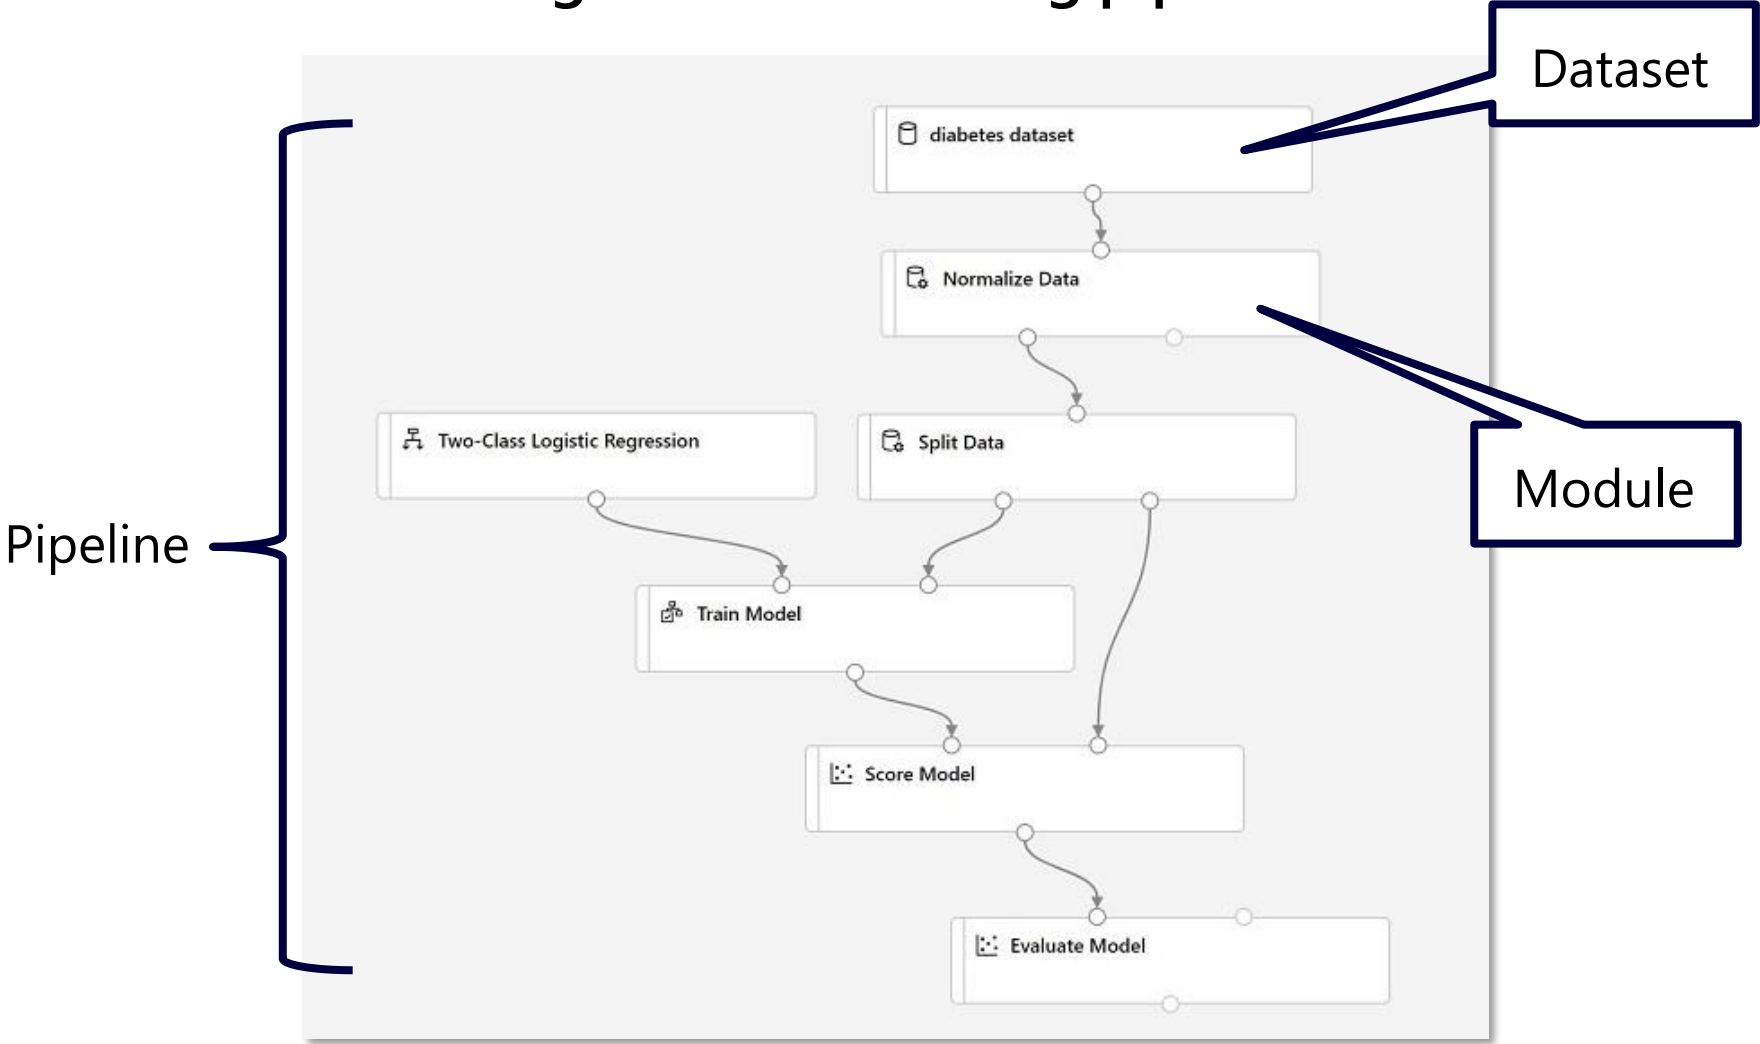 Dataset
diabetes dataset
Normalize Data
Two-Class Logistic Regression
Split Data
Module
Pipeline
Train Model
Score Model
Evaluate Model